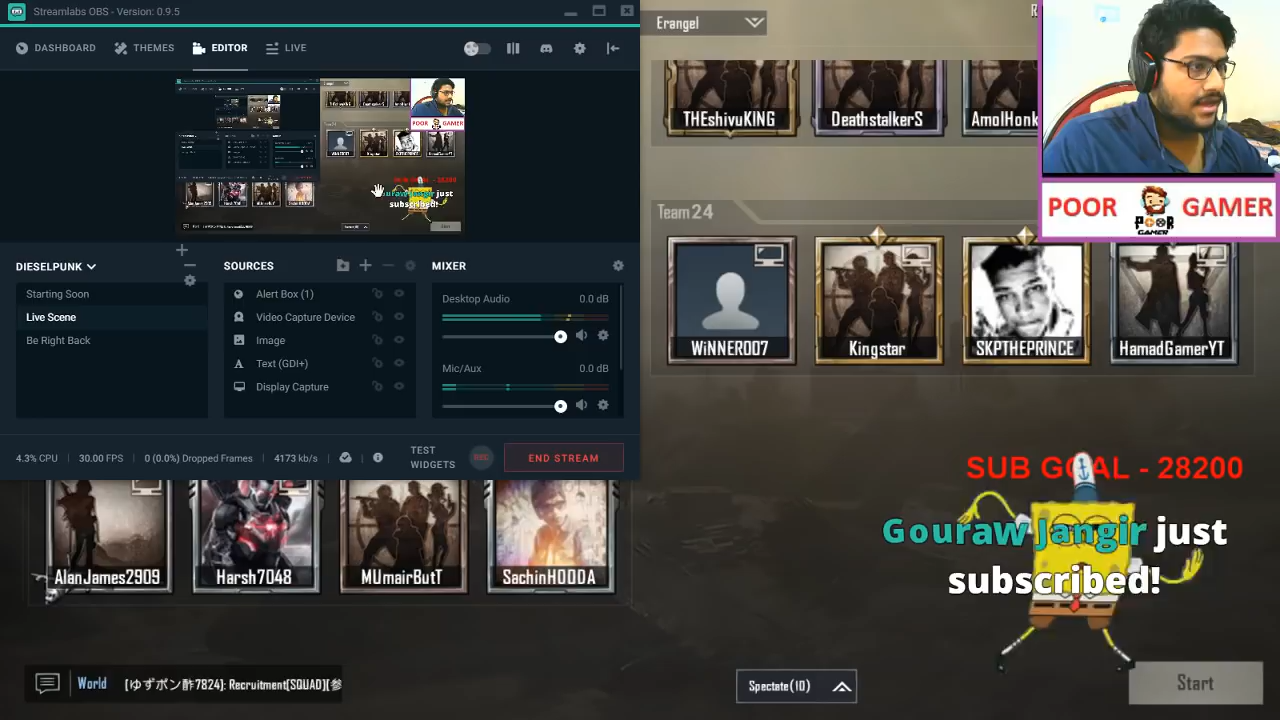 Streamlabs OBS - Version: 0.9.5
DASHBOARD
THEMES
EDITOR
LIVE
DIESELPUNK
Starting Soon
Live Scene
Be Right Back
SOURCES
Alert Box (1)
Video Capture Device
Image
Text (GDI+)
Display Capture
MIXER
Desktop Audio 0.0 dB
Mic/Aux 0.0 dB
4.3% CPU
30.00 FPS
0 (0.0%) Dropped Frames
4173 kb/s
TEST WIDGETS
REC
END STREAM
Erangel
THEshivuKING
DeathstalkerS
AmolHonk
POOR GAMER
POOR GAMER
Team 24
WiNNER007
Kingstar
SKPTHEPRINCE
HamadGamerYT
SUB GOAL - 28200
Gouraw Jangir just
subscribed!
AlanJames2909
Harsh7048
MUmairButT
SachinHOODA
World
[ゆずポン酢7824]: Recruitment[SQUAD][参
Spectate(10)
Start